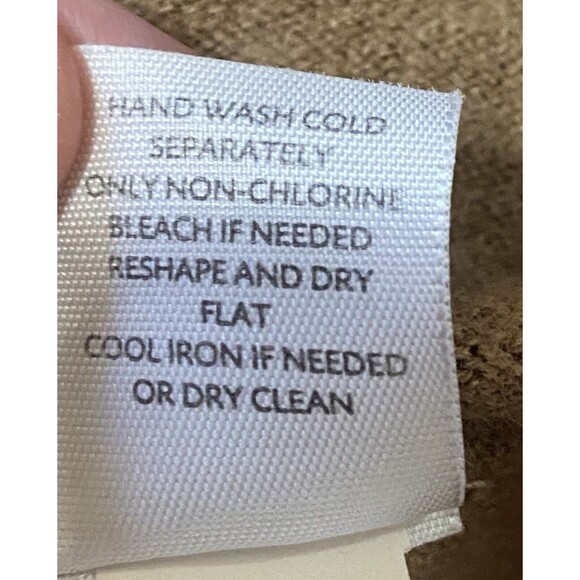 HAND WASH COLD
SEPARATELY
ONLY NON-CHLORINE
BLEACH IF NEEDED
RESHAPE AND DRY
FLAT
COOL IRON IF NEEDED
OR DRY CLEAN